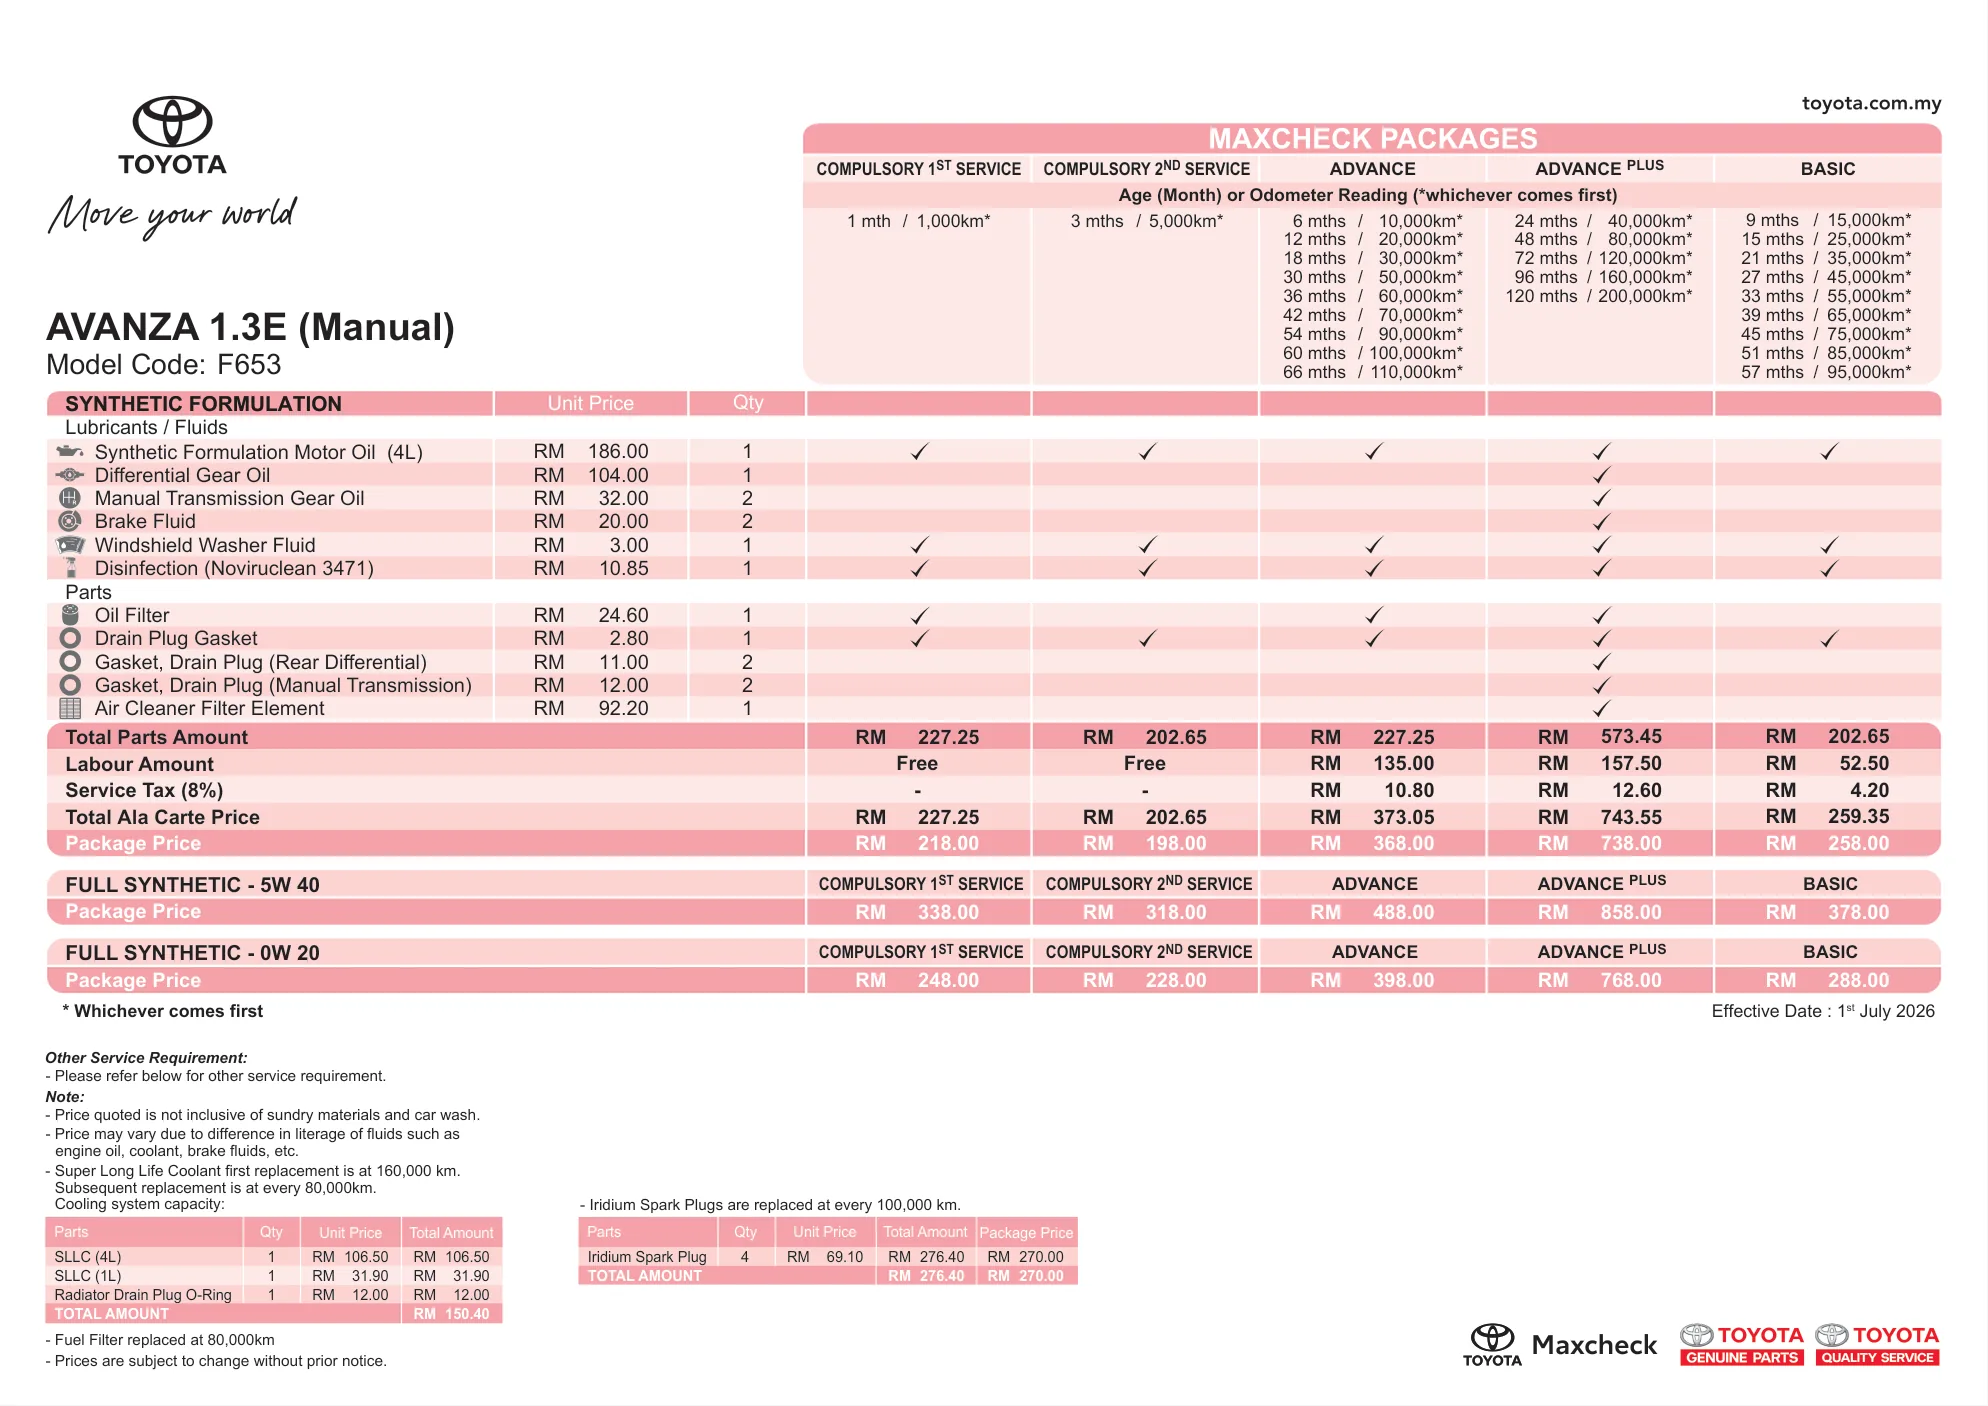 TOYOTA
Move your world
toyota.com.my
MAXCHECK PACKAGES
COMPULSORY 1ST SERVICE COMPULSORY 2ND SERVICE ADVANCE ADVANCE PLUS BASIC
Age (Month) or Odometer Reading (*whichever comes first)
1 mth / 1,000km* 3 mths / 5,000km* 6 mths / 10,000km* 24 mths / 40,000km* 9 mths / 15,000km*
12 mths / 20,000km* 48 mths / 80,000km* 15 mths / 25,000km*
18 mths / 30,000km* 72 mths / 120,000km* 21 mths / 35,000km*
30 mths / 50,000km* 96 mths / 160,000km* 27 mths / 45,000km*
36 mths / 60,000km* 120 mths / 200,000km* 33 mths / 55,000km*
42 mths / 70,000km* 39 mths / 65,000km*
54 mths / 90,000km* 45 mths / 75,000km*
60 mths / 100,000km* 51 mths / 85,000km*
66 mths / 110,000km* 57 mths / 95,000km*
AVANZA 1.3E (Manual)
Model Code: F653
SYNTHETIC FORMULATION Unit Price Qty
Lubricants / Fluids
Synthetic Formulation Motor Oil (4L) RM 186.00 1 ✓ ✓ ✓ ✓ ✓
Differential Gear Oil RM 104.00 1 ✓
Manual Transmission Gear Oil RM 32.00 2 ✓
Brake Fluid RM 20.00 2 ✓
Windshield Washer Fluid RM 3.00 1 ✓ ✓ ✓ ✓ ✓
Disinfection (Noviruclean 3471) RM 10.85 1 ✓ ✓ ✓ ✓ ✓
Parts
Oil Filter RM 24.60 1 ✓ ✓ ✓
Drain Plug Gasket RM 2.80 1 ✓ ✓ ✓ ✓ ✓
Gasket, Drain Plug (Rear Differential) RM 11.00 2 ✓
Gasket, Drain Plug (Manual Transmission) RM 12.00 2 ✓
Air Cleaner Filter Element RM 92.20 1 ✓
Total Parts Amount RM 227.25 RM 202.65 RM 227.25 RM 573.45 RM 202.65
Labour Amount Free Free RM 135.00 RM 157.50 RM 52.50
Service Tax (8%) - - RM 10.80 RM 12.60 RM 4.20
Total Ala Carte Price RM 227.25 RM 202.65 RM 373.05 RM 743.55 RM 259.35
Package Price RM 218.00 RM 198.00 RM 368.00 RM 738.00 RM 258.00
FULL SYNTHETIC - 5W 40 COMPULSORY 1ST SERVICE COMPULSORY 2ND SERVICE ADVANCE ADVANCE PLUS BASIC
Package Price RM 338.00 RM 318.00 RM 488.00 RM 858.00 RM 378.00
FULL SYNTHETIC - 0W 20 COMPULSORY 1ST SERVICE COMPULSORY 2ND SERVICE ADVANCE ADVANCE PLUS BASIC
Package Price RM 248.00 RM 228.00 RM 398.00 RM 768.00 RM 288.00
* Whichever comes first
Effective Date : 1st July 2026
Other Service Requirement:
- Please refer below for other service requirement.
Note:
- Price quoted is not inclusive of sundry materials and car wash.
- Price may vary due to difference in literage of fluids such as
engine oil, coolant, brake fluids, etc.
- Super Long Life Coolant first replacement is at 160,000 km.
Subsequent replacement is at every 80,000km.
Cooling system capacity:
Parts Qty Unit Price Total Amount
SLLC (4L) 1 RM 106.50 RM 106.50
SLLC (1L) 1 RM 31.90 RM 31.90
Radiator Drain Plug O-Ring 1 RM 12.00 RM 12.00
TOTAL AMOUNT RM 150.40
- Fuel Filter replaced at 80,000km
- Prices are subject to change without prior notice.
- Iridium Spark Plugs are replaced at every 100,000 km.
Parts Qty Unit Price Total Amount Package Price
Iridium Spark Plug 4 RM 69.10 RM 276.40 RM 270.00
TOTAL AMOUNT RM 276.40 RM 270.00
TOYOTA
Maxcheck
TOYOTA
GENUINE PARTS
TOYOTA
QUALITY SERVICE